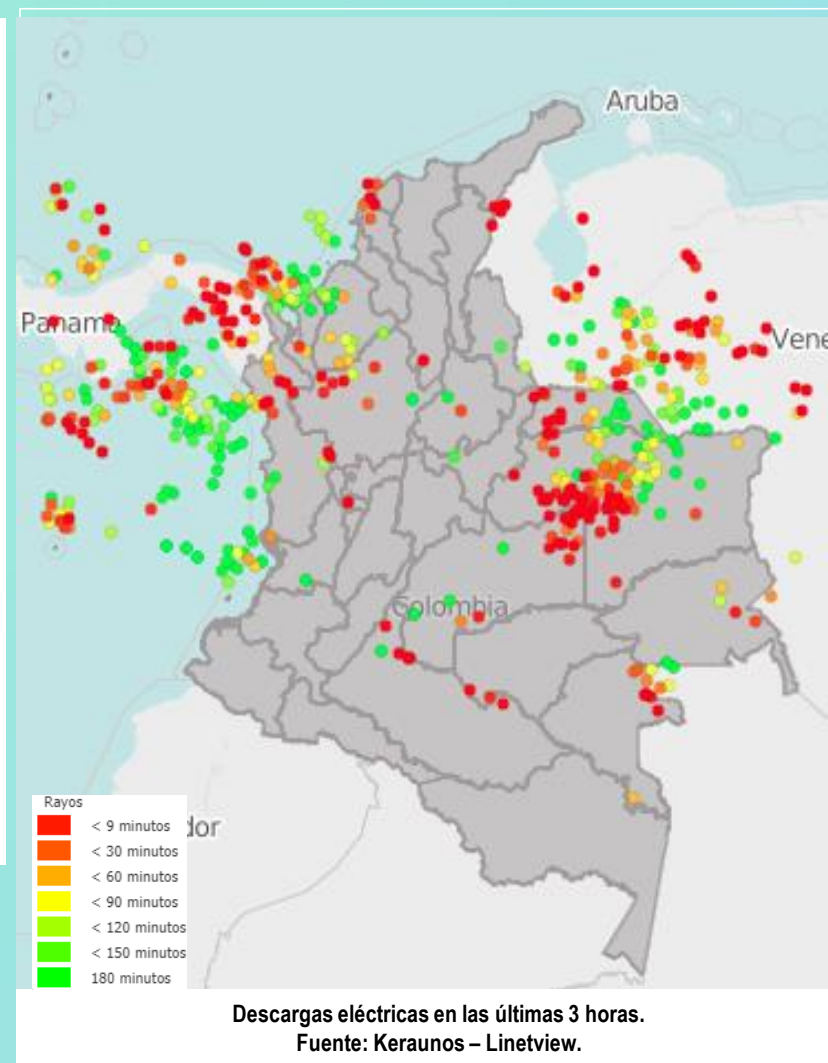 Aruba
Panama
Vene
Colombia
dor
Rayos
< 9 minutos
< 30 minutos
< 60 minutos
< 90 minutos
< 120 minutos
< 150 minutos
180 minutos
Descargas eléctricas en las últimas 3 horas.
Fuente: Keraunos – Linetview.